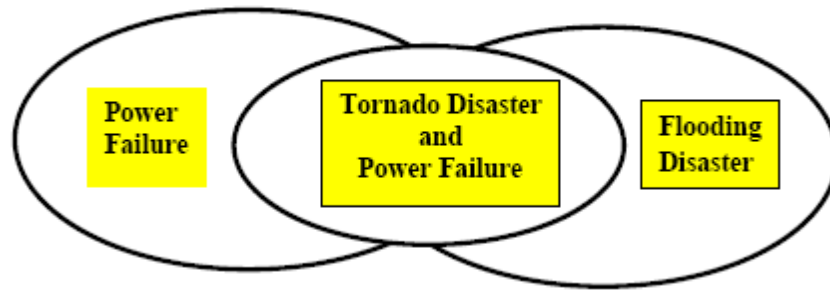 Power
Failure
Tornado Disaster
and
Power Failure
Flooding
Disaster